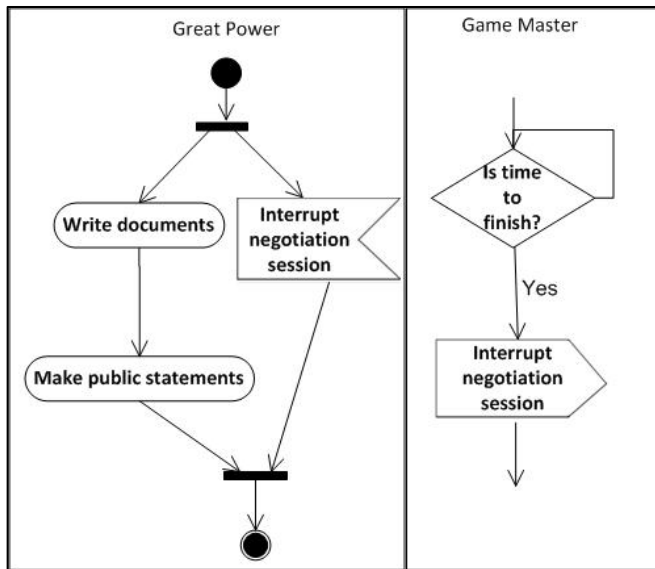 Great Power
Game Master
Is time
to
finish?
Write documents
Interrupt
negotiation
session
Yes
Make public statements
Interrupt
negotiation
session